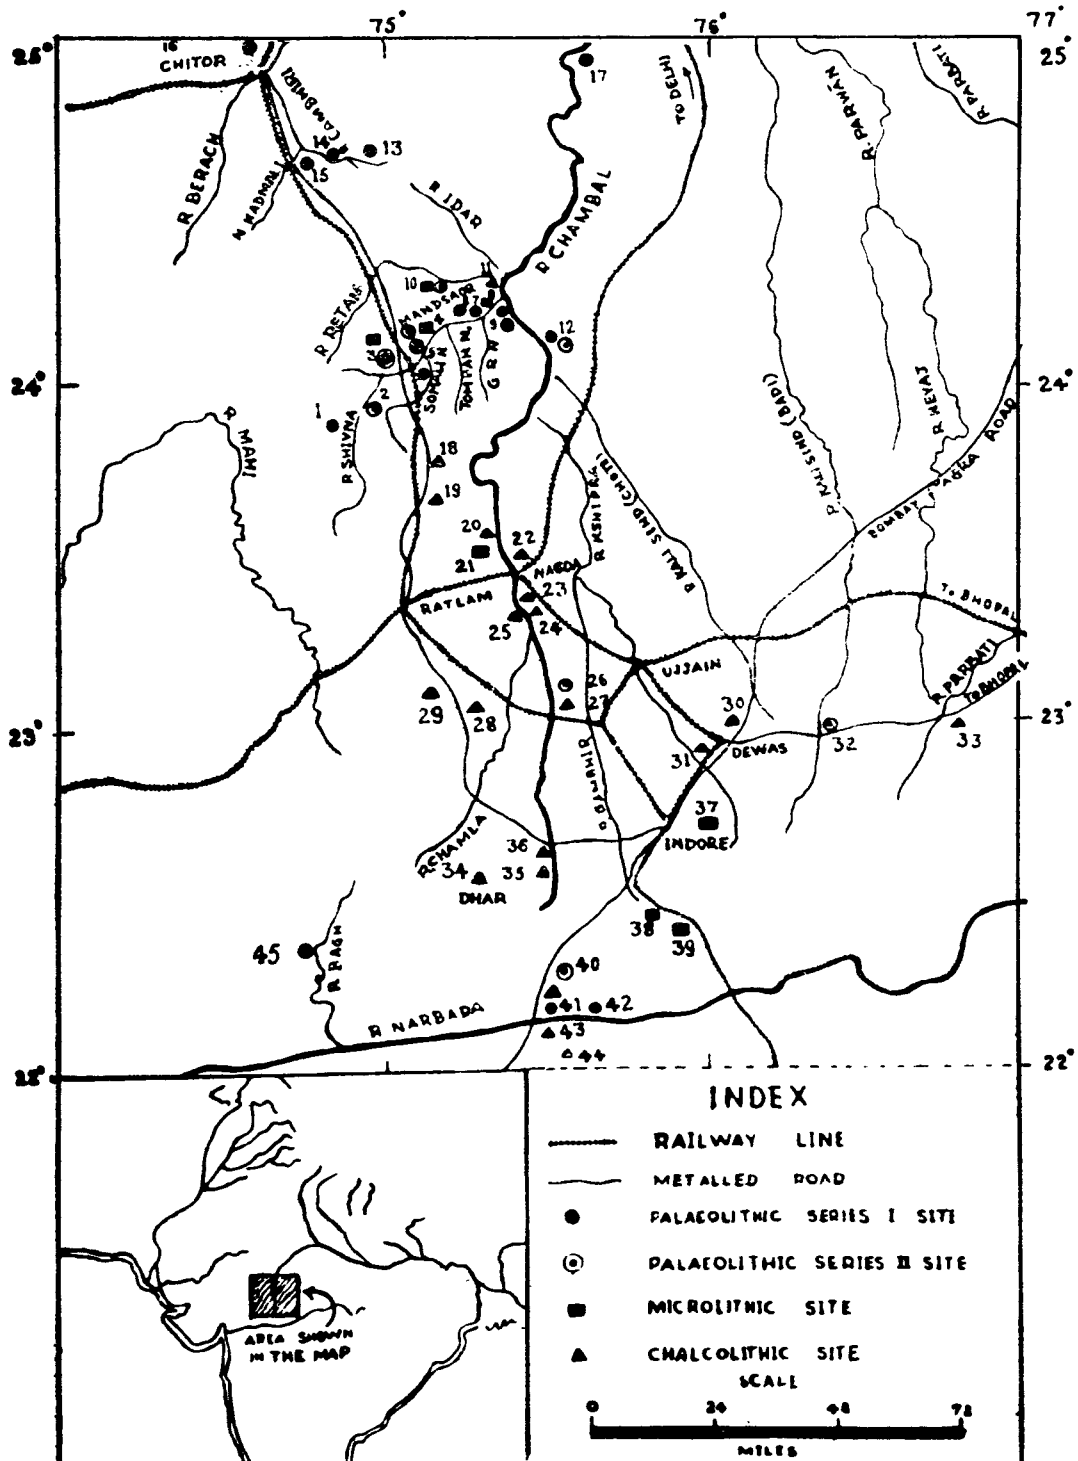 75° 76° 77°
25° 25°
16
CHITOR
R. GAMBHIRI
TO DELHI
17
R PARBATI
R. PARWAN
14 13
15
R BERACH
R IDAR
R CHAMBAL
10 11
MANDSAUR
R RETAM
12
SOMALI N
G R N
24° 24°
1 2 3
R SHIVNA
R MAHI
18
19
20
21
22
R KSHIPRA
R KALI SIND (CHOTI)
R. KALI SIND (BADI)
R NEVAJ
BOMBAY AGRA ROAD
NAGDA
23
24
25
RATLAM
TO BHOPAL
UJJAIN
R PARBATI
TO BHOPAL
26
27
28
29
30
31
DEWAS
32
33
23° 23°
37
INDORE
R CHAMLA
36
34 35
DHAR
38
39
45
R BAGH
40
41 42
43
44
R NARBADA
22° 22°
INDEX
RAILWAY LINE
METALLED ROAD
PALAEOLITHIC SERIES I SITE
PALAEOLITHIC SERIES II SITE
MICROLITHIC SITE
CHALCOLITHIC SITE
SCALE
0 24 48 72
MILES
AREA SHOWN
IN THE MAP